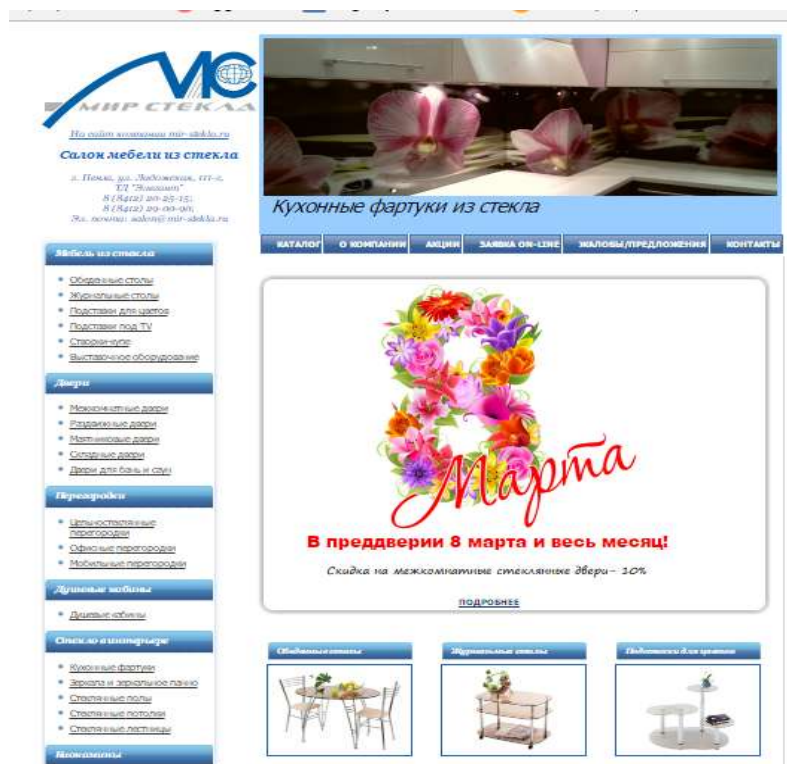 МИР СТЕКЛА
На сайт компании mir-stekla.ru
Салон мебели из стекла
г. Пенза, ул. Ладожская,
ТД "Элегант"
8 (8412) 20-25-15;
8 (8412) 29-00-90;
Эл. почта: salon@mir-stekla.ru
Кухонные фартуки из стекла
КАТАЛОГ О КОМПАНИИ АКЦИИ ЗАЯВКА ON-LINE ЖАЛОБЫ/ПРЕДЛОЖЕНИЯ КОНТАКТЫ
Мебель из стекла
Обеденные столы
Журнальные столы
Подставки для цветов
Подставки под TV
Створки-купе
Выставочное оборудование
Двери
Межкомнатные двери
Раздвижные двери
Маятниковые двери
Складные двери
Двери для бань и саун
Перегородки
Цельностеклянные
перегородки
Офисные перегородки
Мобильные перегородки
Душевые кабины
Душевые кабины
Стекло в интерьере
Кухонные фартуки
Зеркала и зеркальное панно
Стеклянные полы
Стеклянные потолки
Стеклянные лестницы
Биокамины
8 Марта
В преддверии 8 марта и весь месяц!
Скидка на межкомнатные стеклянные двери- 10%
ПОДРОБНЕЕ
Обеденные столы
Журнальные столы
Подставки для цветов